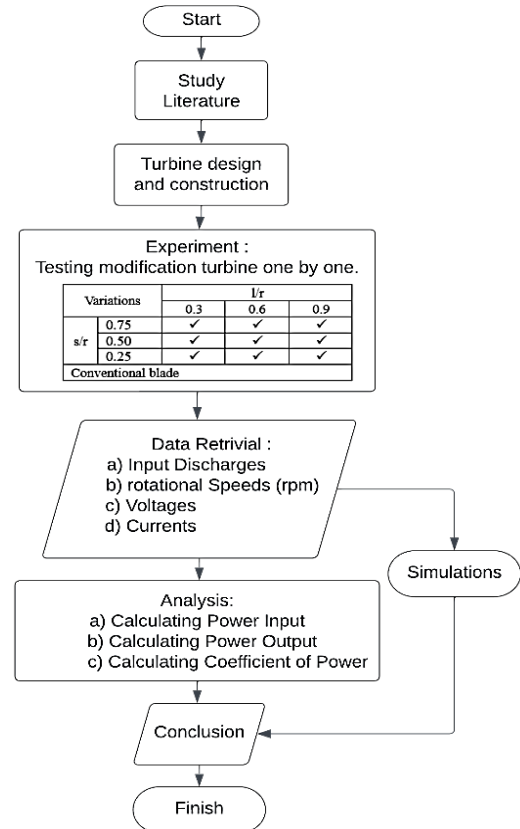 Start
Study
Literature
Turbine design
and construction
Experiment :
Testing modification turbine one by one.
Variations
l/r
0.3 0.6 0.9
s/r
0.75 ✓ ✓ ✓
0.50 ✓ ✓ ✓
0.25 ✓ ✓ ✓
Conventional blade
Data Retrivial :
a) Input Discharges
b) rotational Speeds (rpm)
c) Voltages
d) Currents
Simulations
Analysis:
a) Calculating Power Input
b) Calculating Power Output
c) Calculating Coefficient of Power
Conclusion
Finish